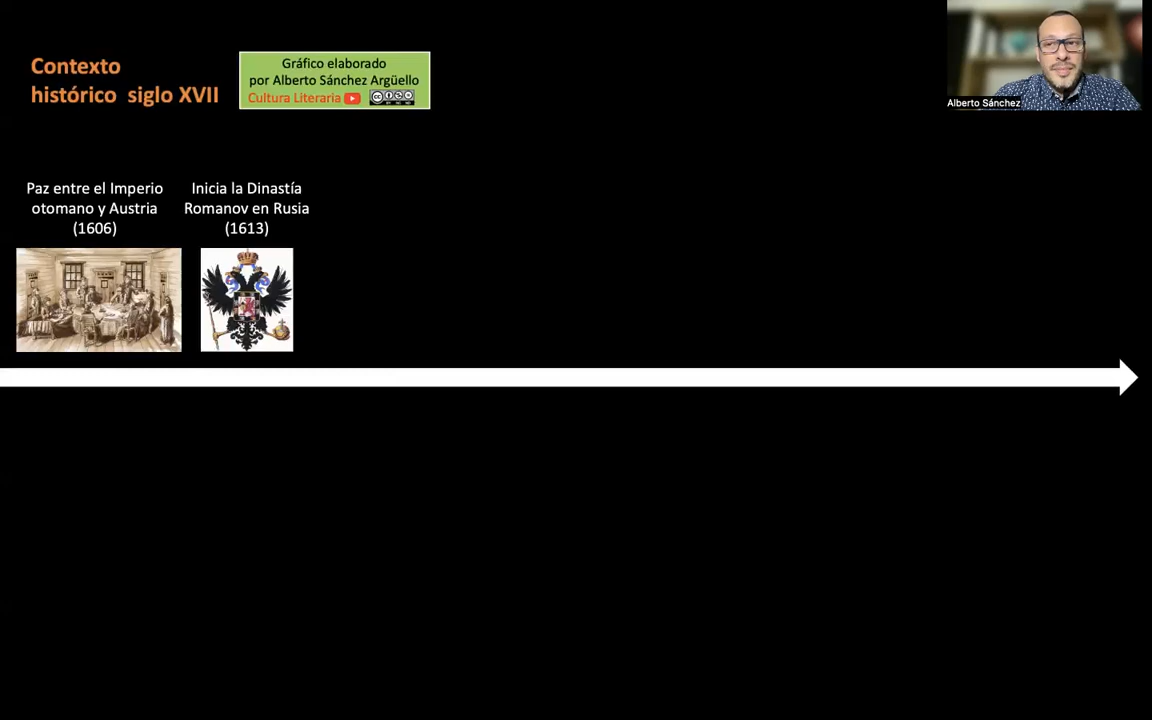 Contexto
histórico siglo XVII
Gráfico elaborado
por Alberto Sánchez Argüello
Cultura Literaria
Alberto Sánchez
Paz entre el Imperio
otomano y Austria
(1606)
Inicia la Dinastía
Romanov en Rusia
(1613)